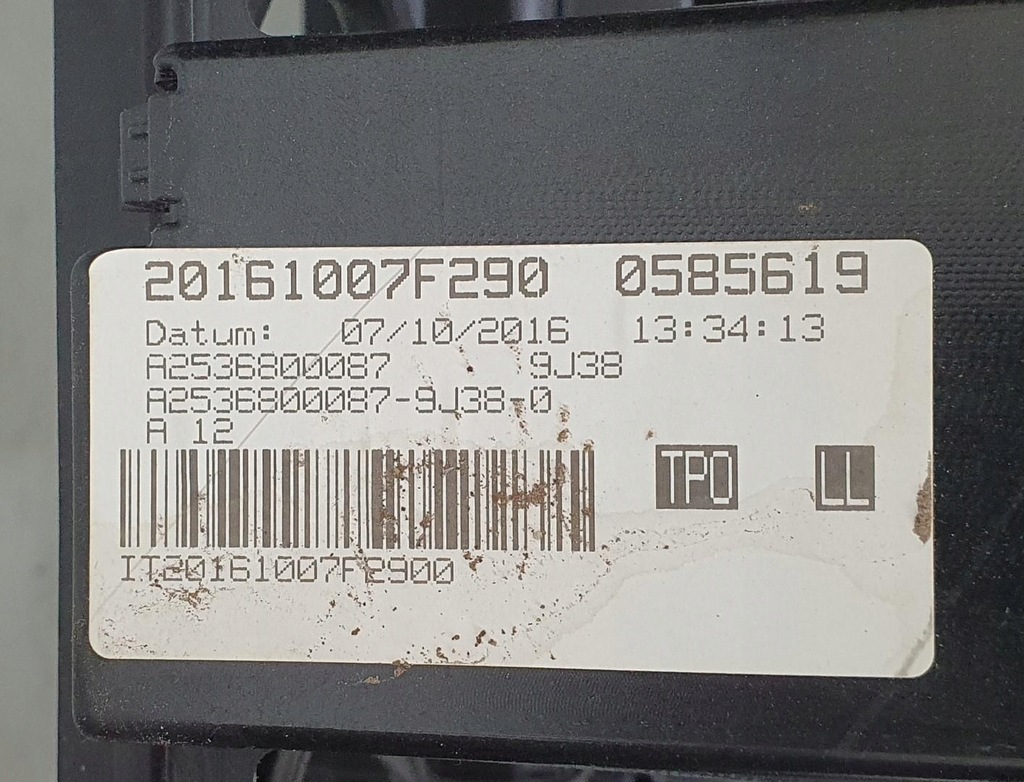 20161007F290 0585619
Datum: 07/10/2016 13:34:13
A2536800087 9J38
A2536800087-9J38-0
A 12
TPO LL
IT20161007F2900